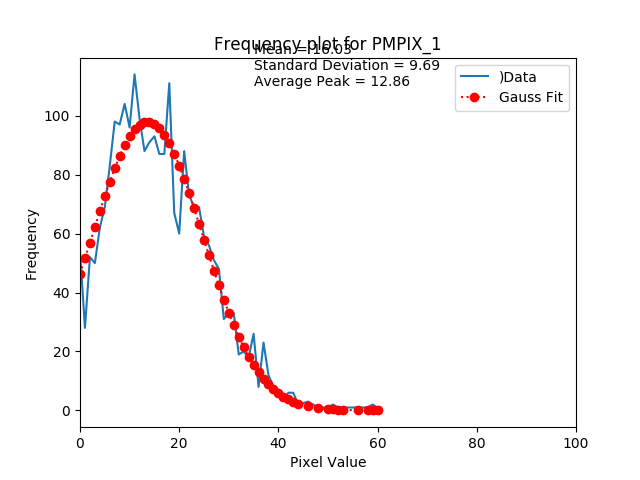 Frequency plot for PMPIX_1
Mean = 16.03
Standard Deviation = 9.69
Average Peak = 12.86
)Data
Gauss Fit
Frequency
100
80
60
40
20
0
0 20 40 60 80 100
Pixel Value